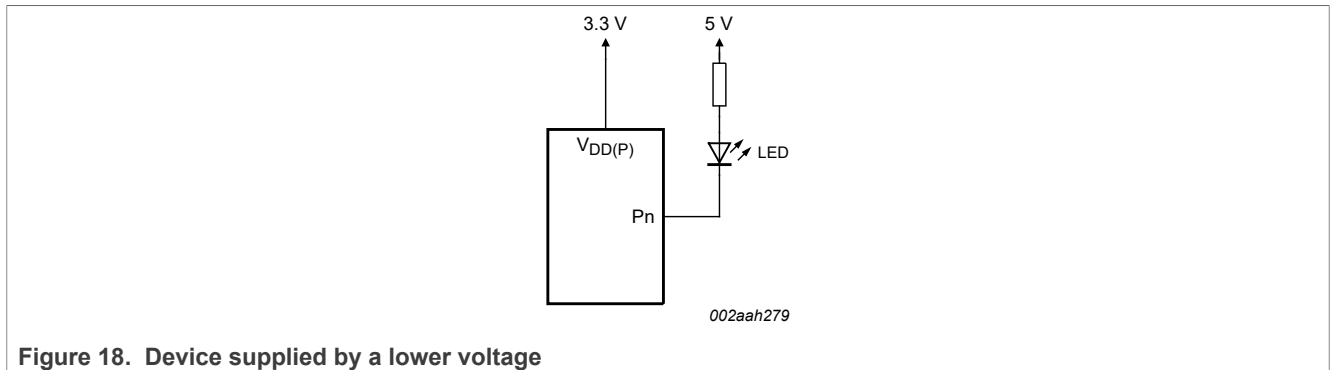 3.3 V
5 V
VDD(P)
LED
Pn
002aah279
Figure 18. Device supplied by a lower voltage